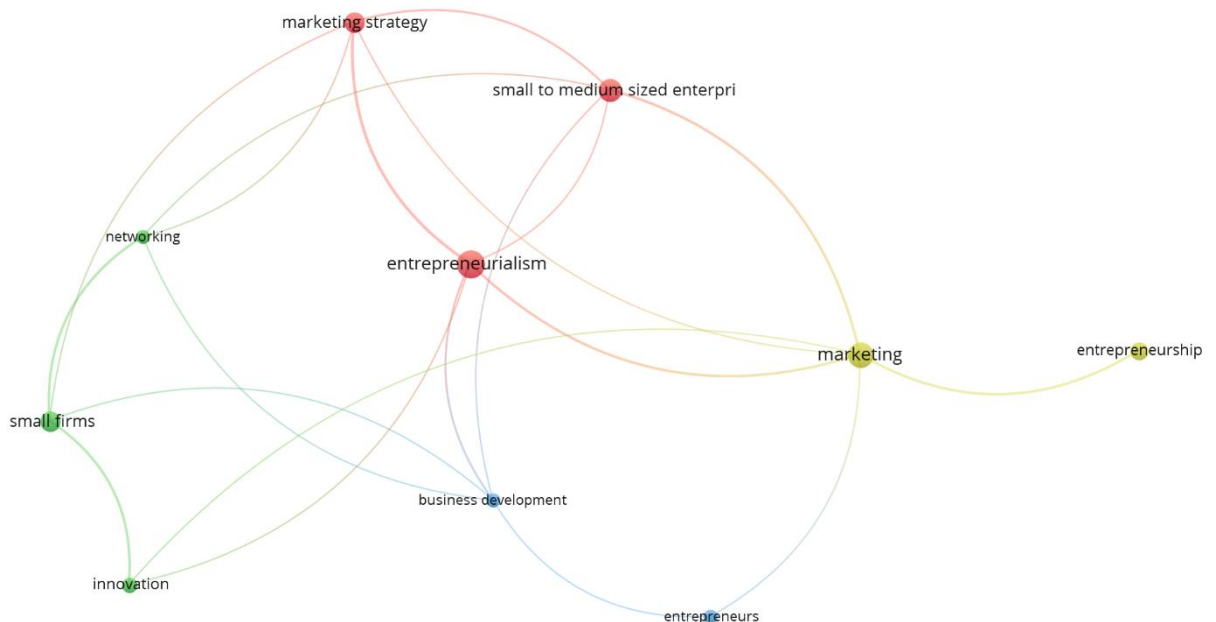 marketing strategy
small to medium sized enterpri
networking
entrepreneurialism
marketing
entrepreneurship
small firms
business development
innovation
entrepreneurs